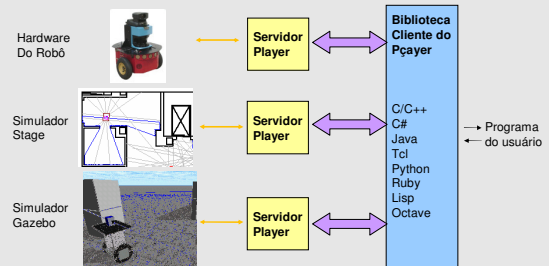 Hardware
Do Robô
Servidor
Player
Biblioteca
Cliente do
Pçayer
Simulador
Stage
Servidor
Player
C/C++
C#
Java
Tcl
Python
Ruby
Lisp
Octave
Programa
do usuário
Simulador
Gazebo
Servidor
Player